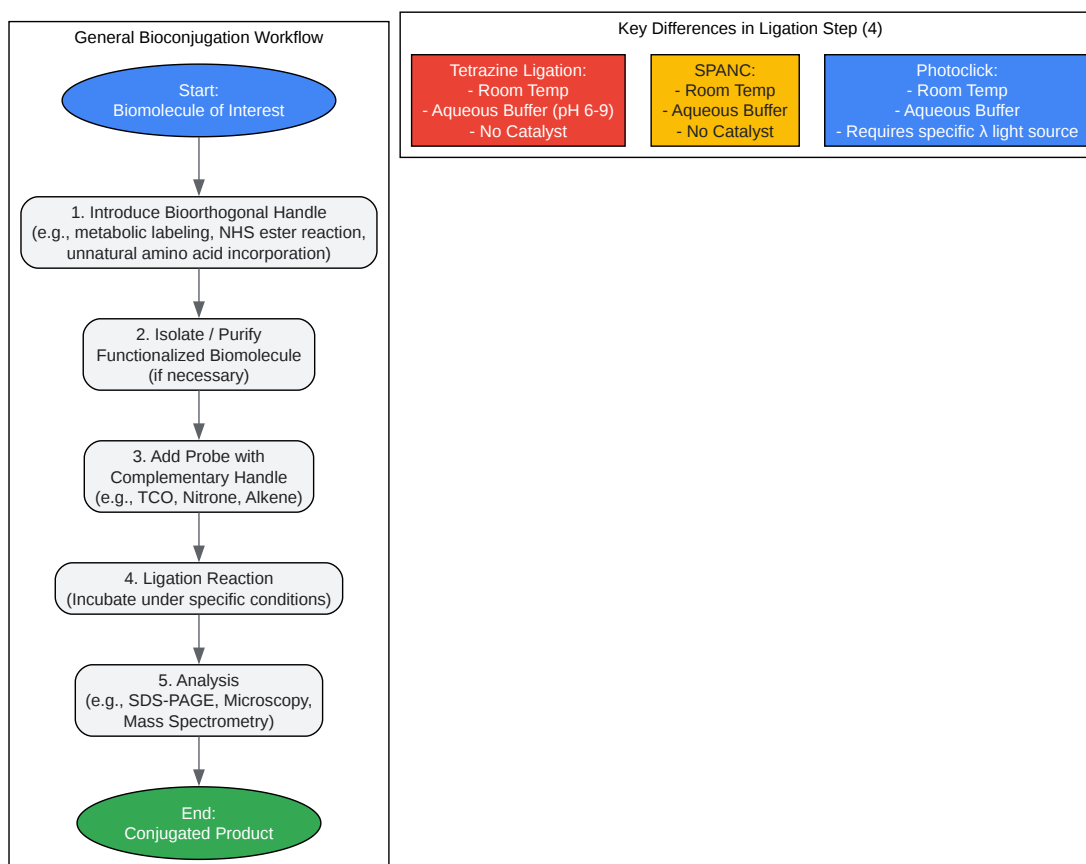 General Bioconjugation Workflow
Start:
Biomolecule of Interest
1. Introduce Bioorthogonal Handle
(e.g., metabolic labeling, NHS ester reaction,
unnatural amino acid incorporation)
2. Isolate / Purify
Functionalized Biomolecule
(if necessary)
3. Add Probe with
Complementary Handle
(e.g., TCO, Nitrone, Alkene)
4. Ligation Reaction
(Incubate under specific conditions)
5. Analysis
(e.g., SDS-PAGE, Microscopy,
Mass Spectrometry)
End:
Conjugated Product
Key Differences in Ligation Step (4)
Tetrazine Ligation:
- Room Temp
- Aqueous Buffer (pH 6-9)
- No Catalyst
SPANC:
- Room Temp
- Aqueous Buffer
- No Catalyst
Photoclick:
- Room Temp
- Aqueous Buffer
- Requires specific λ light source